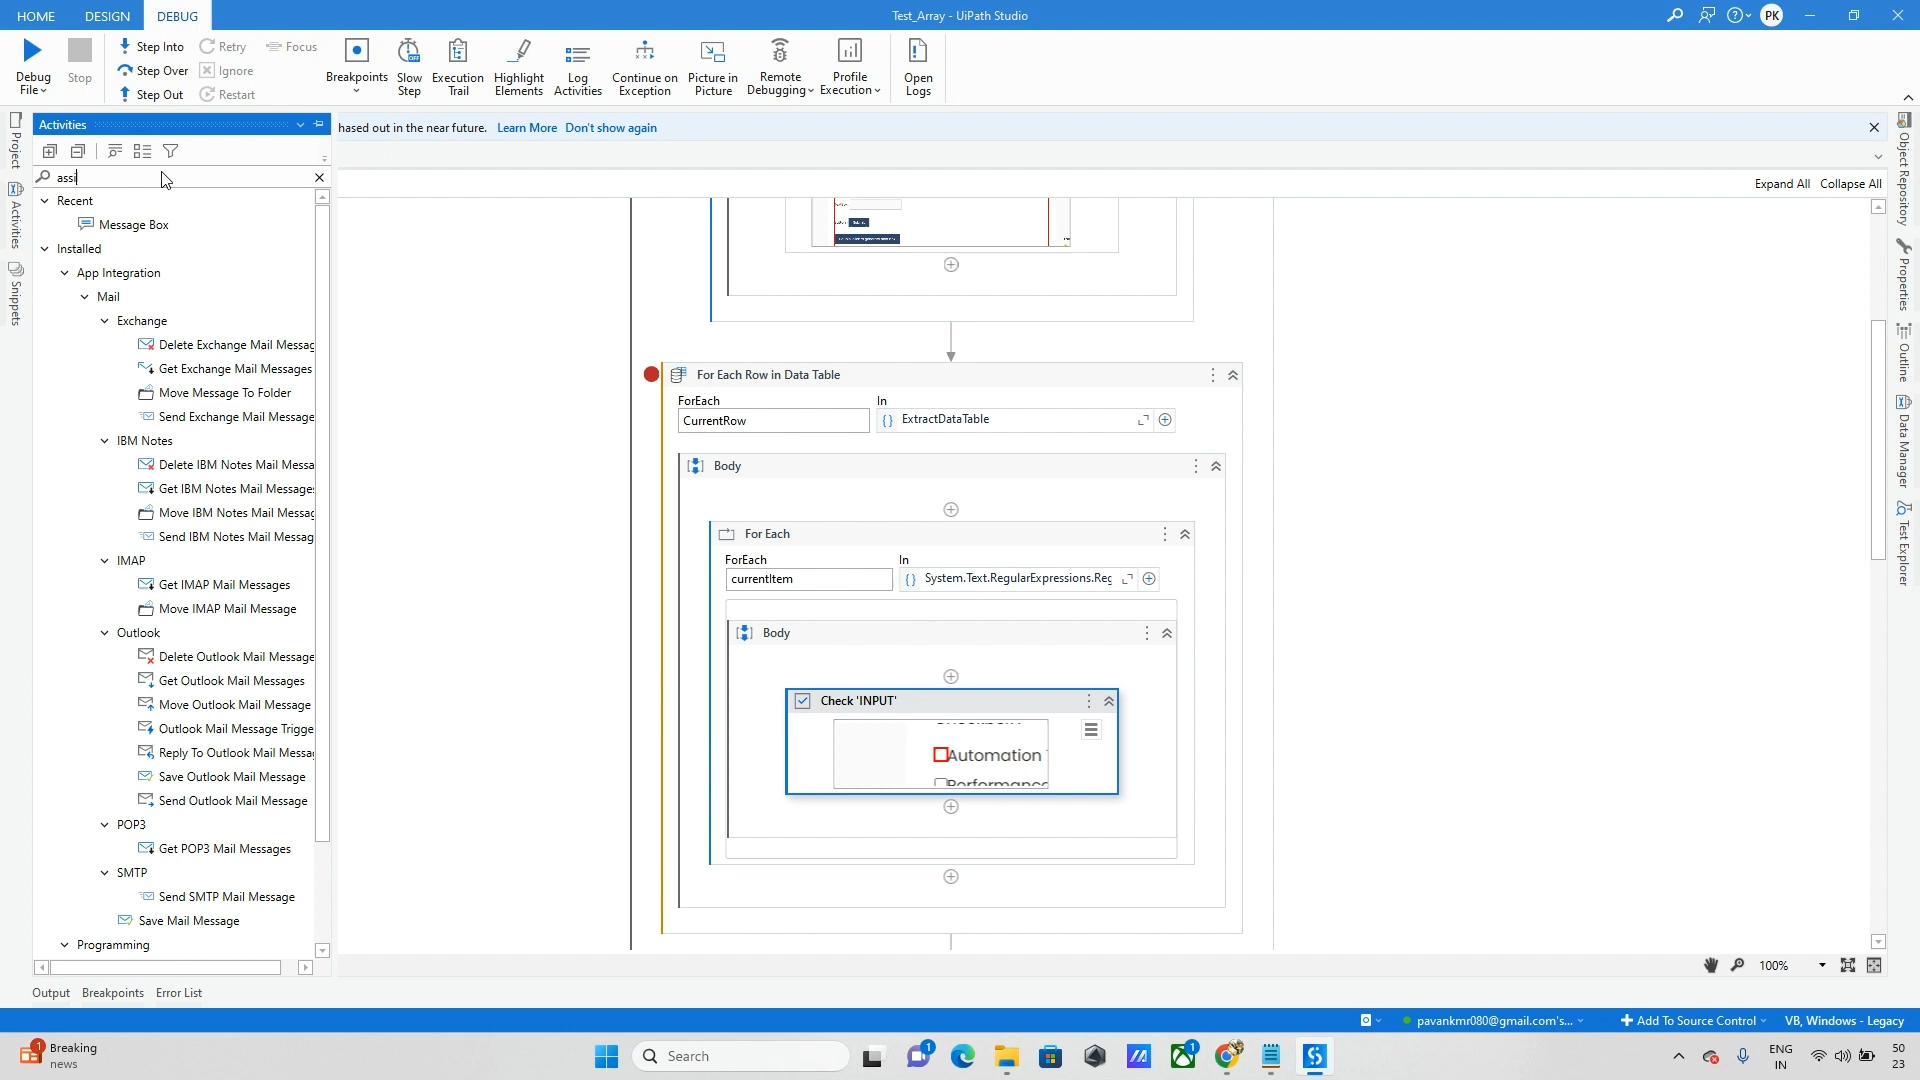 HOME DESIGN DEBUG Test_Array - UiPath Studio PK
Step Into Retry Focus
Step Over Ignore
Step Out Restart
Debug File
Stop
Breakpoints
Slow Step
Execution Trail
Highlight Elements
Log Activities
Continue on Exception
Picture in Picture
Remote Debugging
Profile Execution
Open Logs
Activities
hased out in the near future. Learn More Don't show again
assi
Expand All Collapse All
Project
Activities
Snippets
Recent
Message Box
Installed
App Integration
Mail
Exchange
Delete Exchange Mail Messag
Get Exchange Mail Messages
Move Message To Folder
Send Exchange Mail Message
IBM Notes
Delete IBM Notes Mail Messa
Get IBM Notes Mail Messages
Move IBM Notes Mail Messag
Send IBM Notes Mail Messag
IMAP
Get IMAP Mail Messages
Move IMAP Mail Message
Outlook
Delete Outlook Mail Message
Get Outlook Mail Messages
Move Outlook Mail Message
Outlook Mail Message Trigge
Reply To Outlook Mail Messa
Save Outlook Mail Message
Send Outlook Mail Message
POP3
Get POP3 Mail Messages
SMTP
Send SMTP Mail Message
Save Mail Message
Programming
For Each Row in Data Table
ForEach In
CurrentRow ExtractDataTable
Body
For Each
ForEach In
currentItem System.Text.RegularExpressions.Reg
Body
Check 'INPUT'
Automation
Performance
Object Repository
Properties
Outline
Data Manager
Test Explorer
100%
Output Breakpoints Error List
pavankmr080@gmail.com's... Add To Source Control VB, Windows - Legacy
1 Breaking news
Search
1
1
ENG IN
50
23